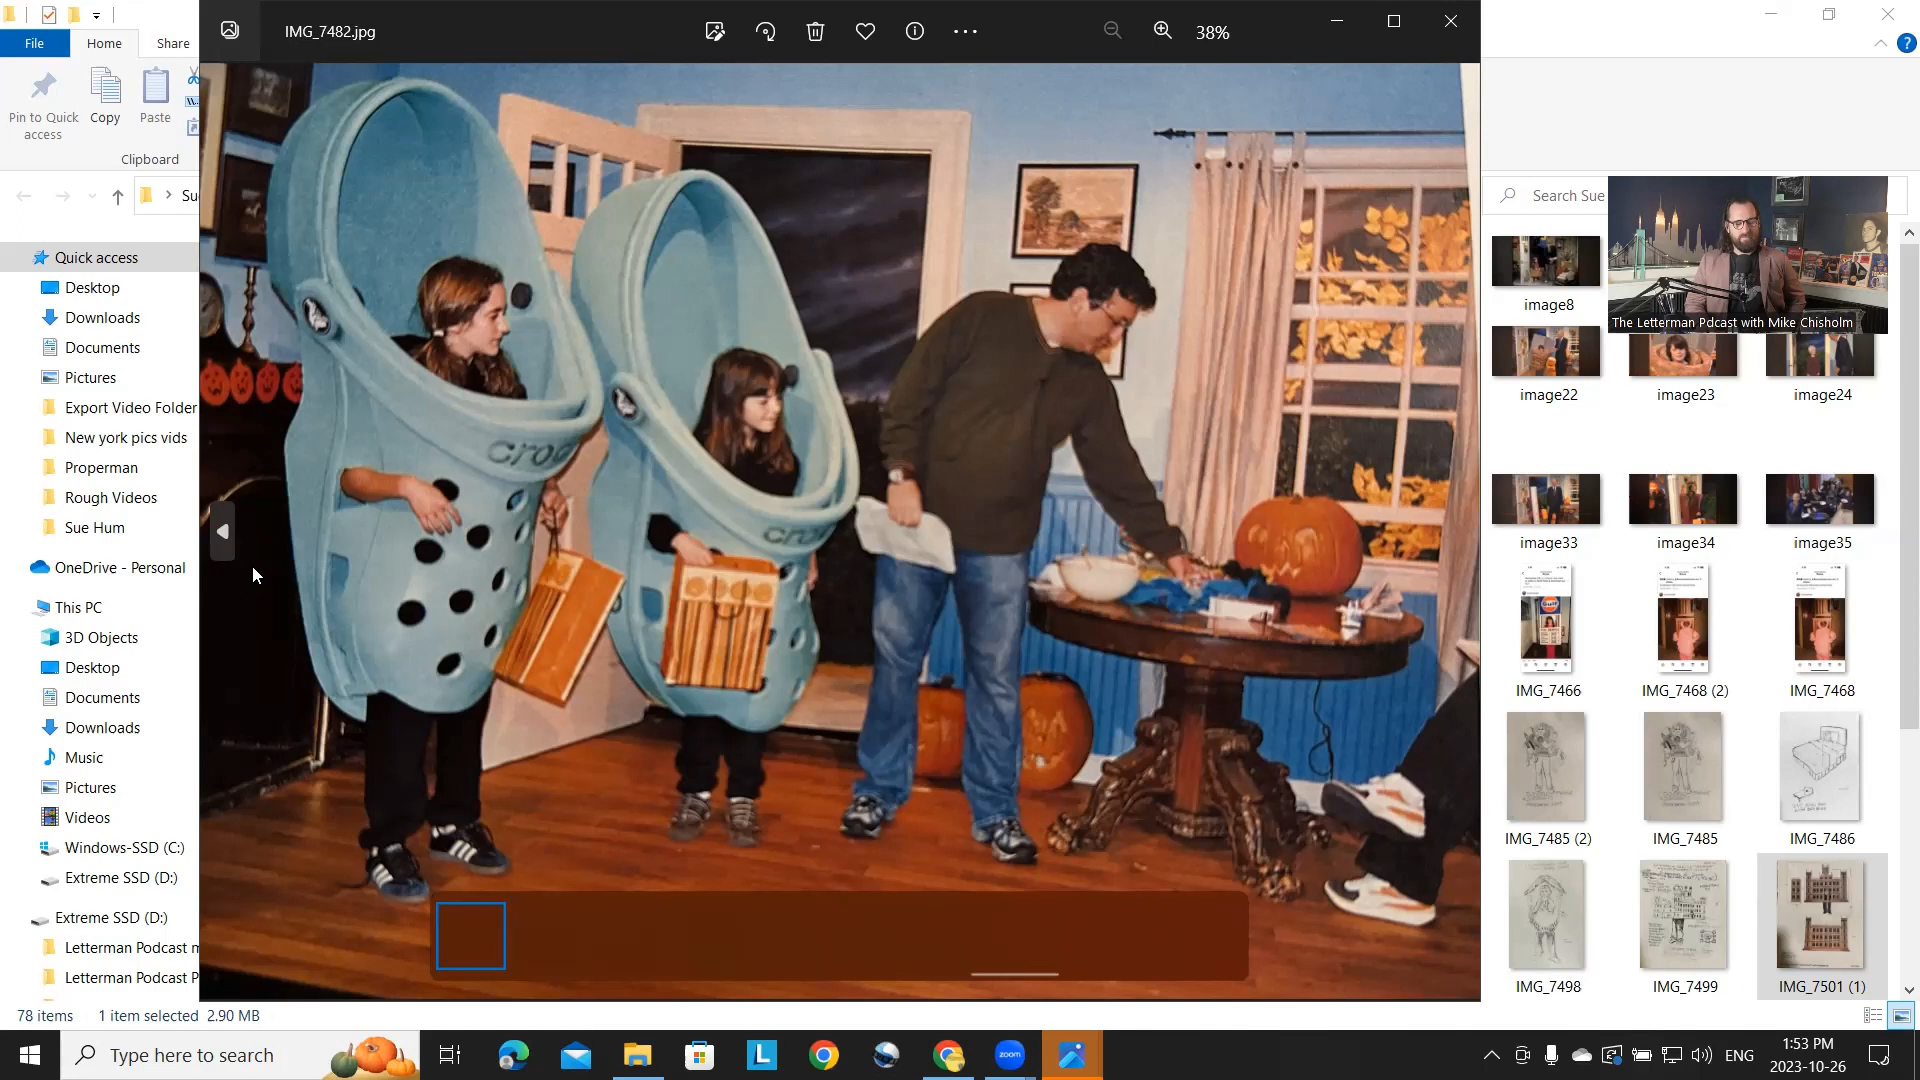 IMG_7482.jpg
38%
File
Home
Share
Pin to Quick
access
Copy
Paste
Clipboard
Su
Search Sue
Quick access
Desktop
Downloads
Documents
Pictures
Export Video Folder
New york pics vids
Properman
Rough Videos
Sue Hum
OneDrive - Personal
This PC
3D Objects
Desktop
Documents
Downloads
Music
Pictures
Videos
Windows-SSD (C:)
Extreme SSD (D:)
Extreme SSD (D:)
Letterman Podcast m
Letterman Podcast P
croc
cro
The Letterman Pdcast with Mike Chisholm
image8
image22
image23
image24
image33
image34
image35
Gulf
IMG_7466
IMG_7468 (2)
IMG_7468
IMG_7485 (2)
IMG_7485
IMG_7486
IMG_7498
IMG_7499
IMG_7501 (1)
78 items
1 item selected 2.90 MB
Type here to search
L
zoom
ENG
1:53 PM
2023-10-26